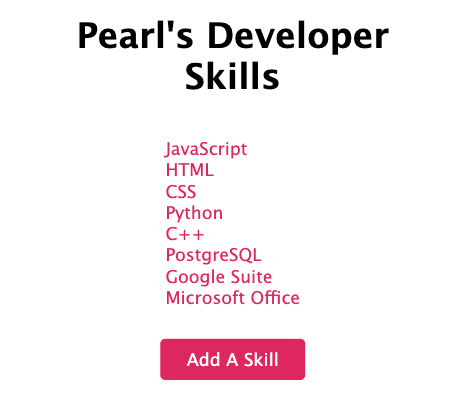 Pearl's Developer
Skills
JavaScript
HTML
CSS
Python
C++
PostgreSQL
Google Suite
Microsoft Office
Add A Skill